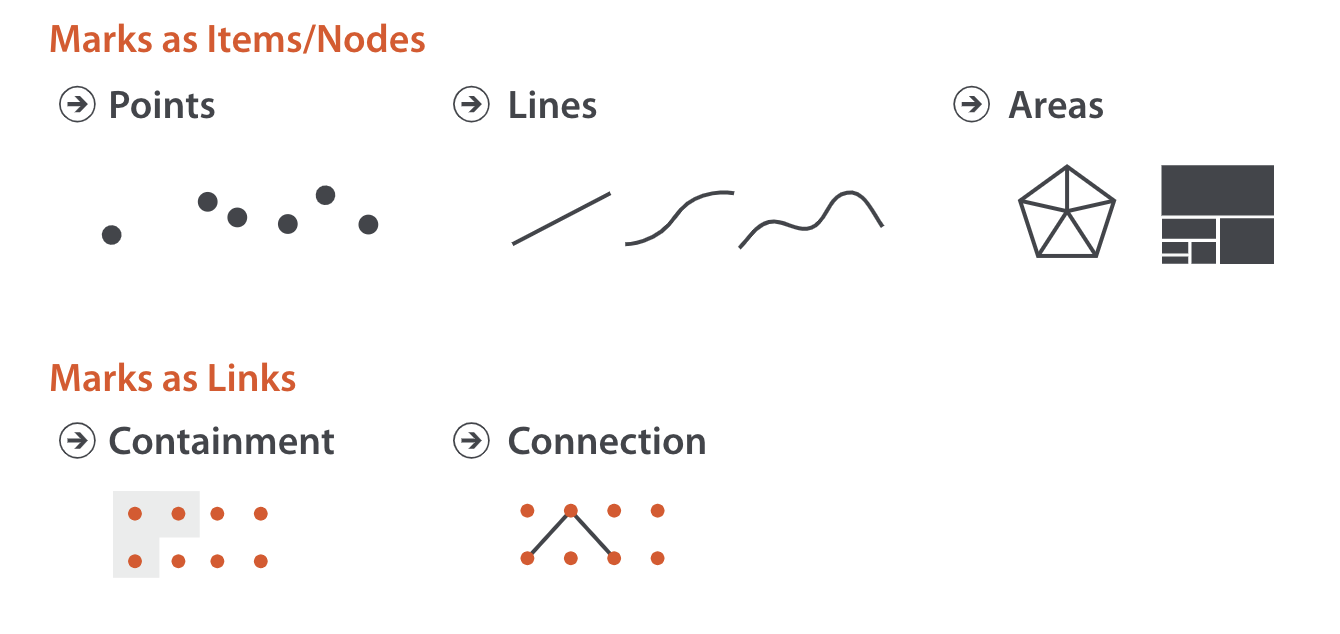 Marks as Items/Nodes
Points
Lines
Areas
Marks as Links
Containment
Connection